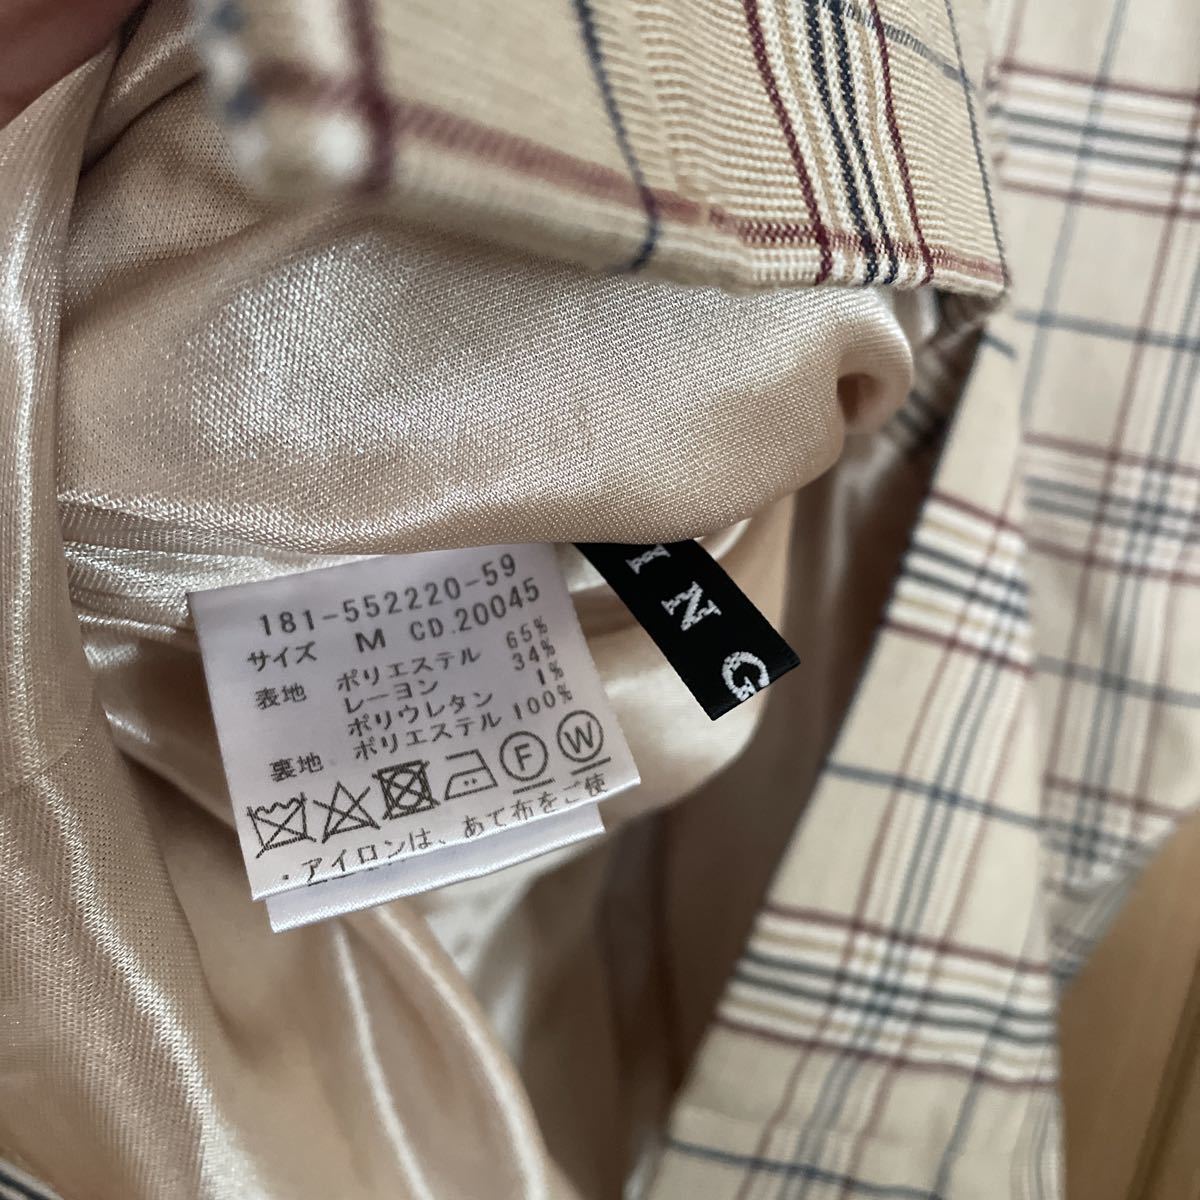 181-552220-59
サイズ M CD.20045
表地 ポリエステル 65%
レーヨン 34%
ポリウレタン 1%
裏地 ポリエステル 100%
F W
・アイロンは、あて布をご使
ING